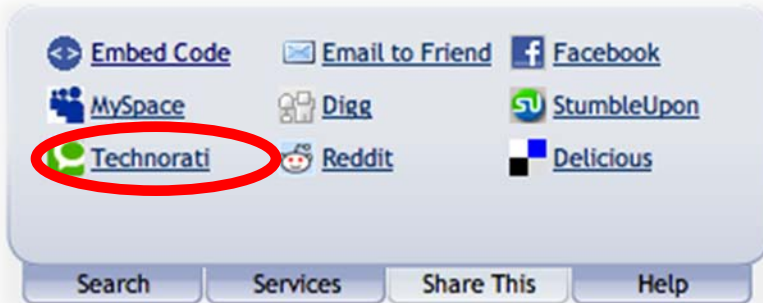 Embed Code Email to Friend Facebook
MySpace Digg StumbleUpon
Technorati Reddit Delicious
Search Services Share This Help